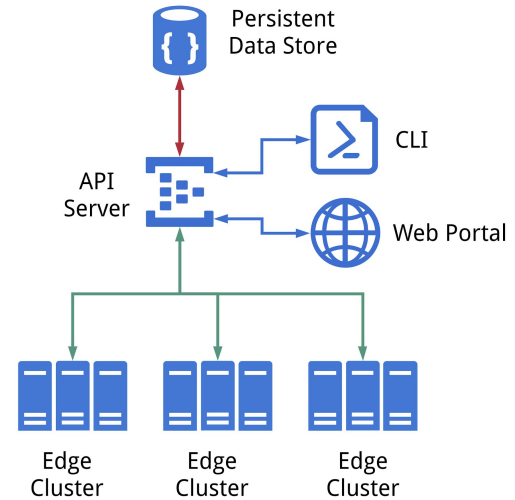 Persistent
Data Store
{ }
CLI
API
Server
Web Portal
Edge
Cluster
Edge
Cluster
Edge
Cluster